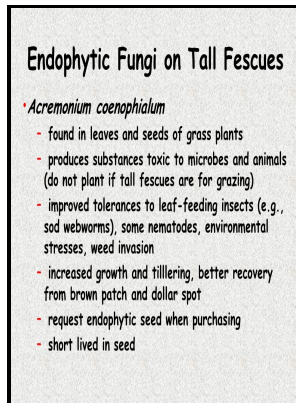 Endophytic Fungi on Tall Fescues
•Acremonium coenophialum
- found in leaves and seeds of grass plants
- produces substances toxic to microbes and animals
(do not plant if tall fescues are for grazing)
- improved tolerances to leaf-feeding insects (e.g.,
sod webworms), some nematodes, environmental
stresses, weed invasion
- increased growth and tilllering, better recovery
from brown patch and dollar spot
- request endophytic seed when purchasing
- short lived in seed